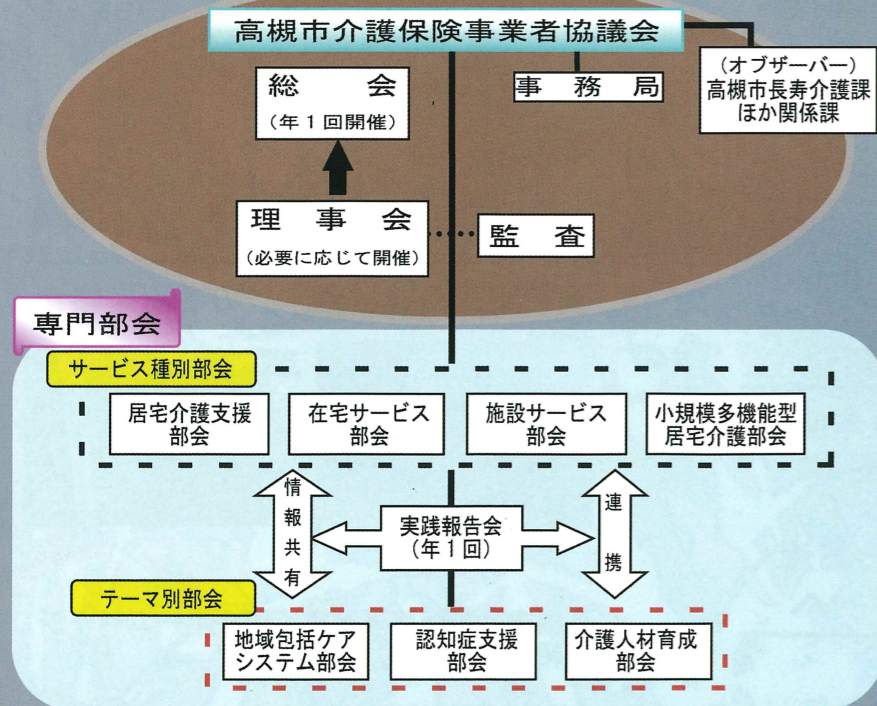 高槻市介護保険事業者協議会
総会
(年1回開催)
事務局
(オブザーバー)
高槻市長寿介護課
ほか関係課
理事会
(必要に応じて開催)
監査
専門部会
サービス種別部会
居宅介護支援
部会
在宅サービス
部会
施設サービス
部会
小規模多機能型
居宅介護部会
情報共有
実践報告会
(年1回)
連携
テーマ別部会
地域包括ケア
システム部会
認知症支援
部会
介護人材育成
部会